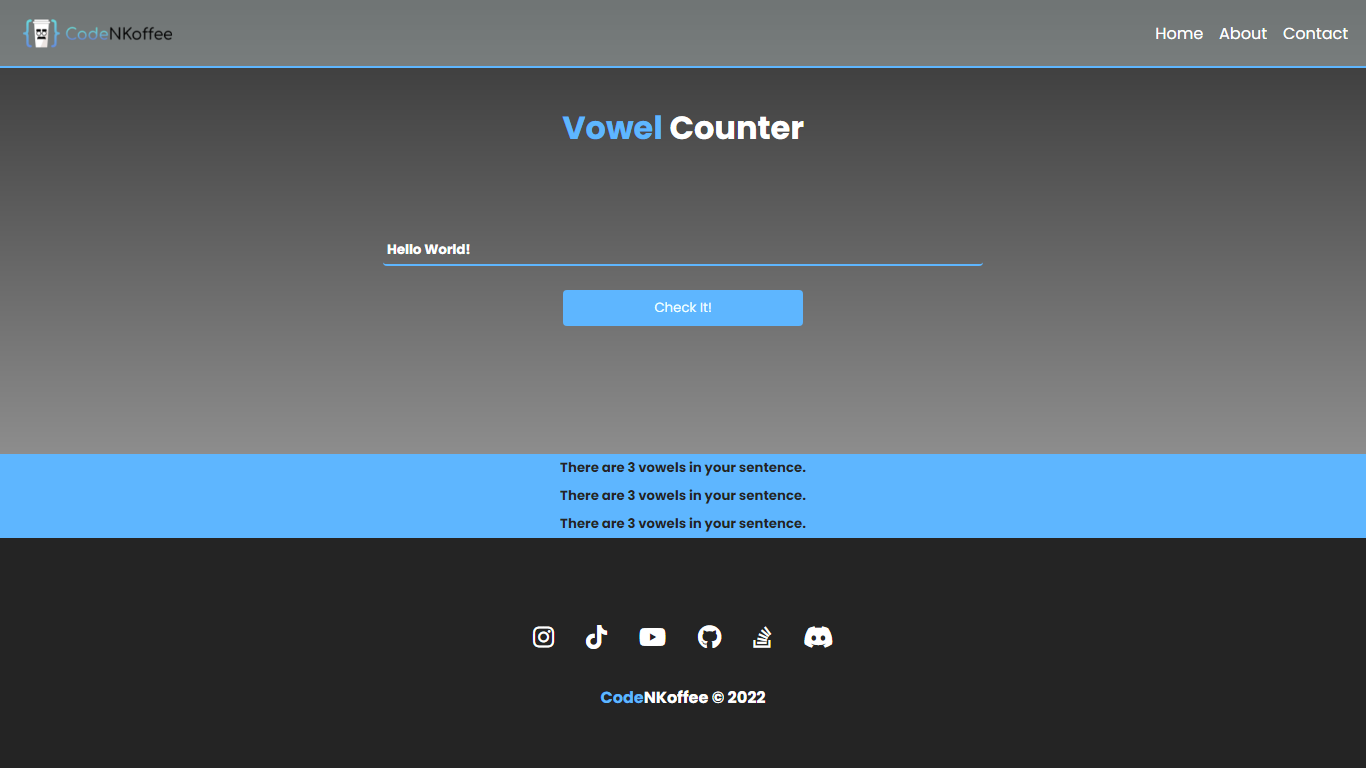 CodeNKoffee
Home About Contact
Vowel Counter
Hello World!
Check It!
There are 3 vowels in your sentence.
There are 3 vowels in your sentence.
There are 3 vowels in your sentence.
CodeNKoffee © 2022